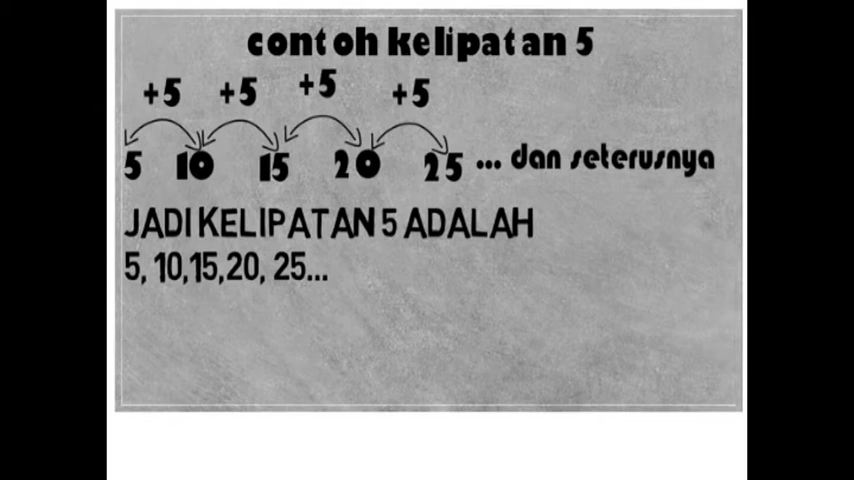 contoh kelipatan 5
+5 +5 +5 +5
5 10 15 20 25 ... dan seterusnya
JADI KELIPATAN 5 ADALAH
5, 10,15,20, 25...